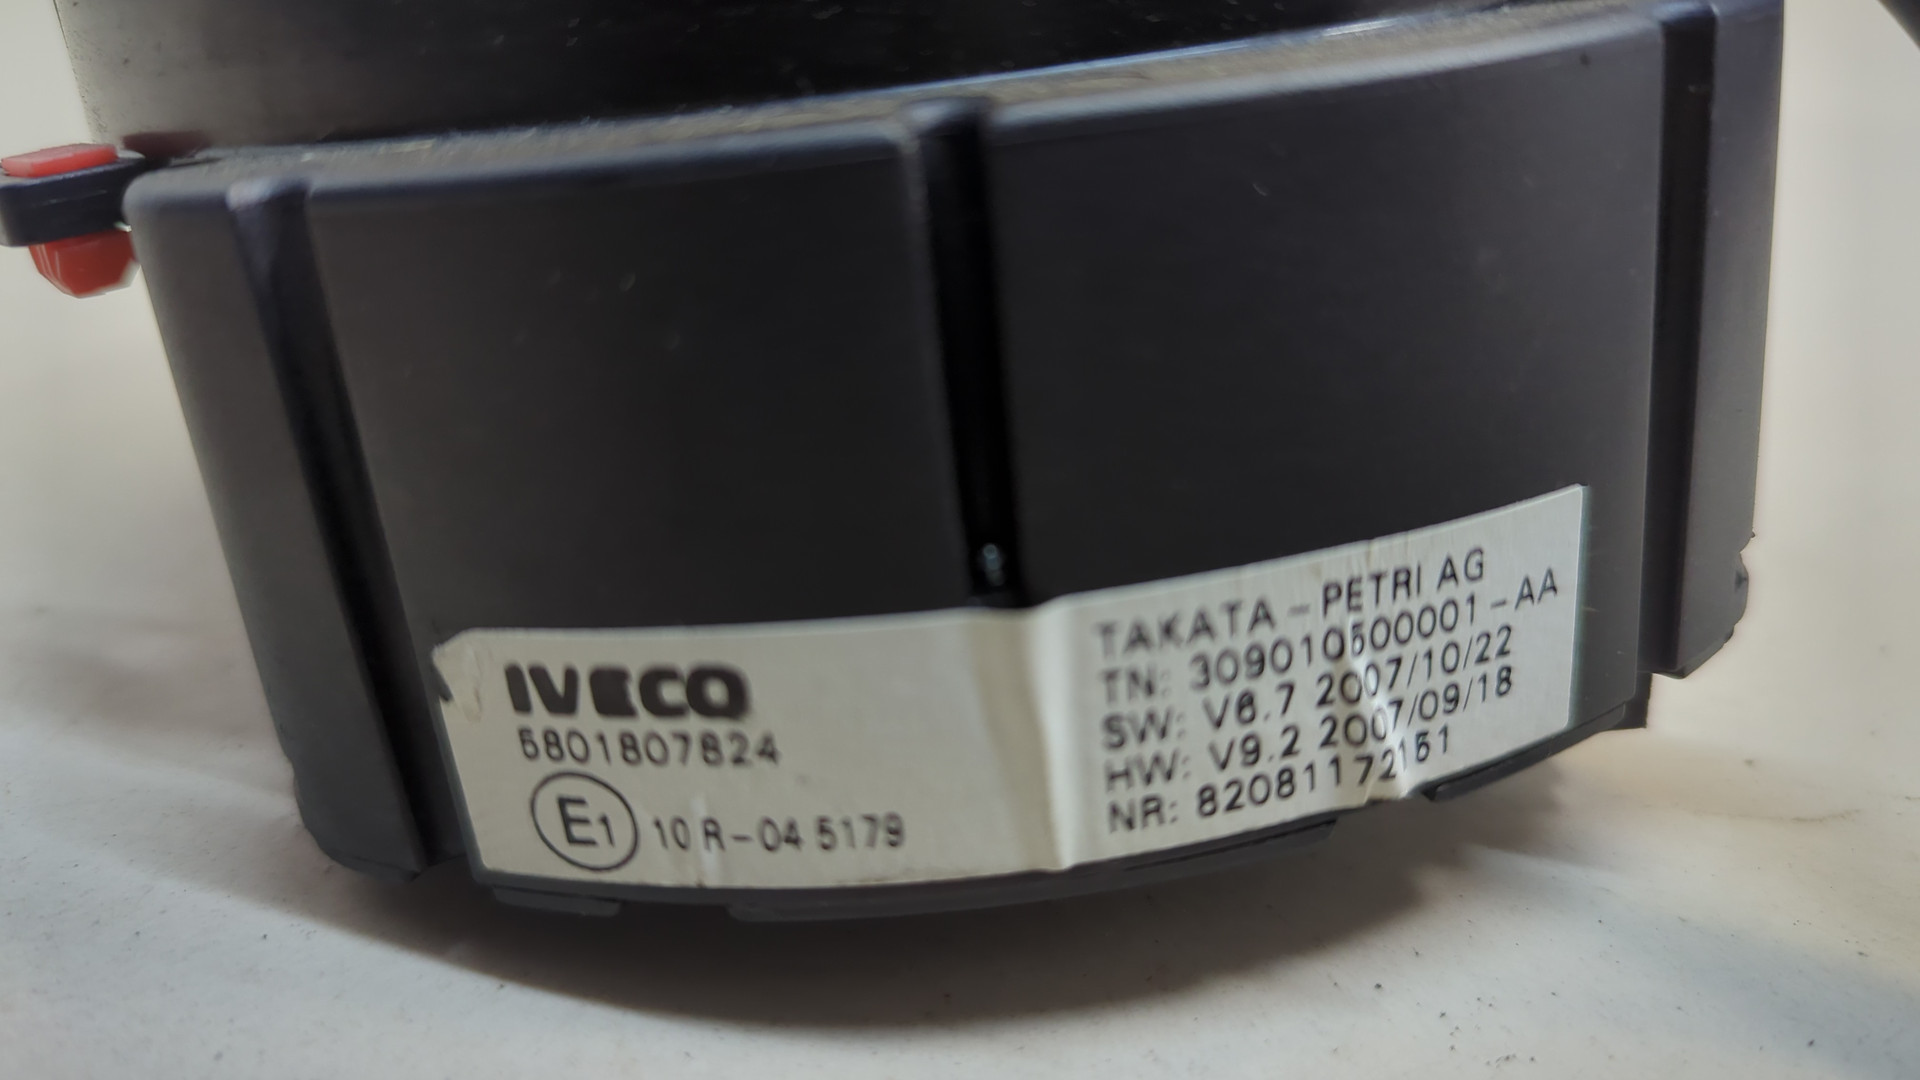 IVECO
5801807824
E1 10 R-04 5179
TAKATA - PETRI AG
TN: 309010500001 - AA
SW: V6.7 2007/10/22
HW: V9.2 2007/09/18
NR: 82081172151